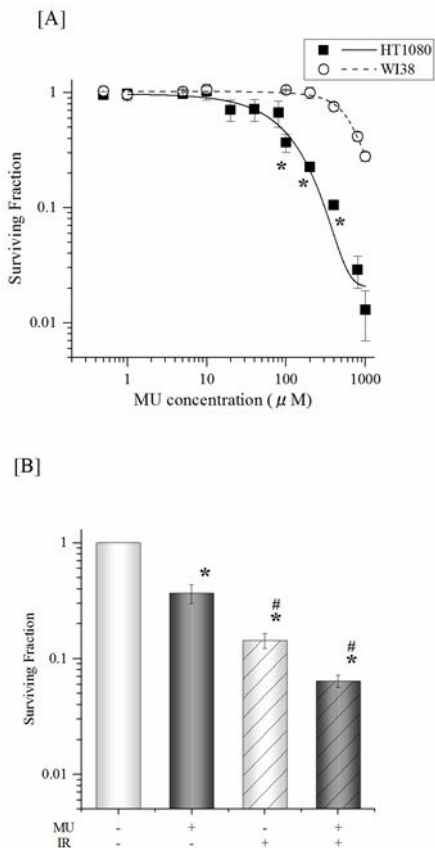 [A]
HT1080
WI38
1
0.1
0.01
Surviving Fraction
*
*
*
1
10
100
1000
MU concentration ( μ M)
[B]
1
0.1
0.01
Surviving Fraction
*
#
*
#
*
MU - + - +
IR - - + +